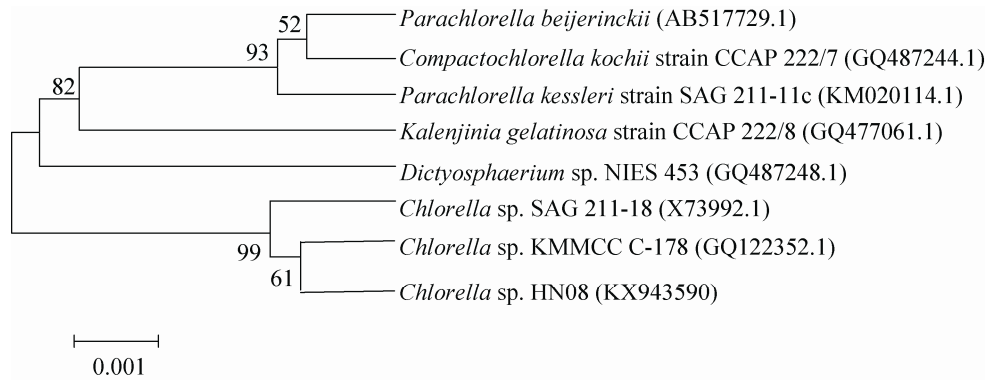 52
Parachlorella beijerinckii (AB517729.1)
93
Compactochlorella kochii strain CCAP 222/7 (GQ487244.1)
82
Parachlorella kessleri strain SAG 211-11c (KM020114.1)
Kalenjinia gelatinosa strain CCAP 222/8 (GQ477061.1)
Dictyosphaerium sp. NIES 453 (GQ487248.1)
Chlorella sp. SAG 211-18 (X73992.1)
99
Chlorella sp. KMMCC C-178 (GQ122352.1)
61
Chlorella sp. HN08 (KX943590)
0.001